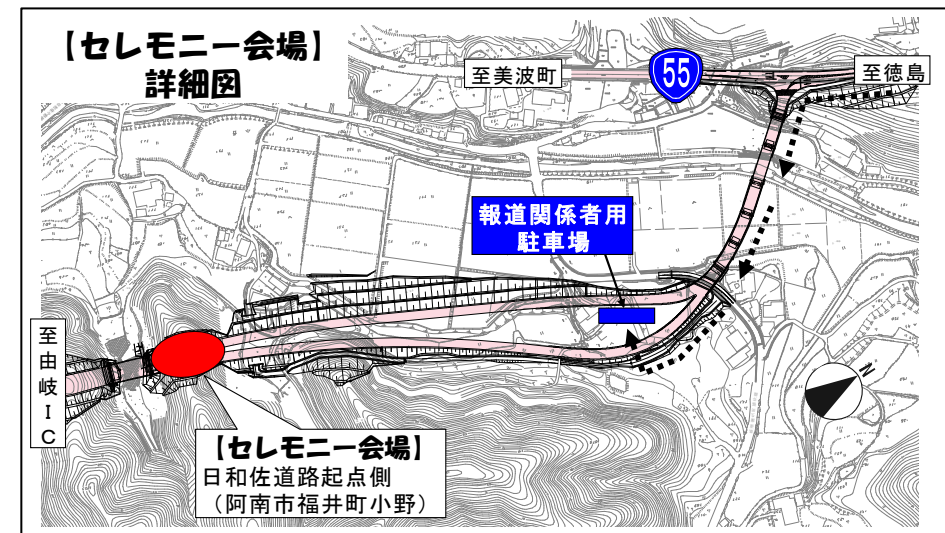 【セレモニー会場】
詳細図
至美波町
55
至徳島
報道関係者用
駐車場
至由岐IC
N
【セレモニー会場】
日和佐道路起点側
（阿南市福井町小野）